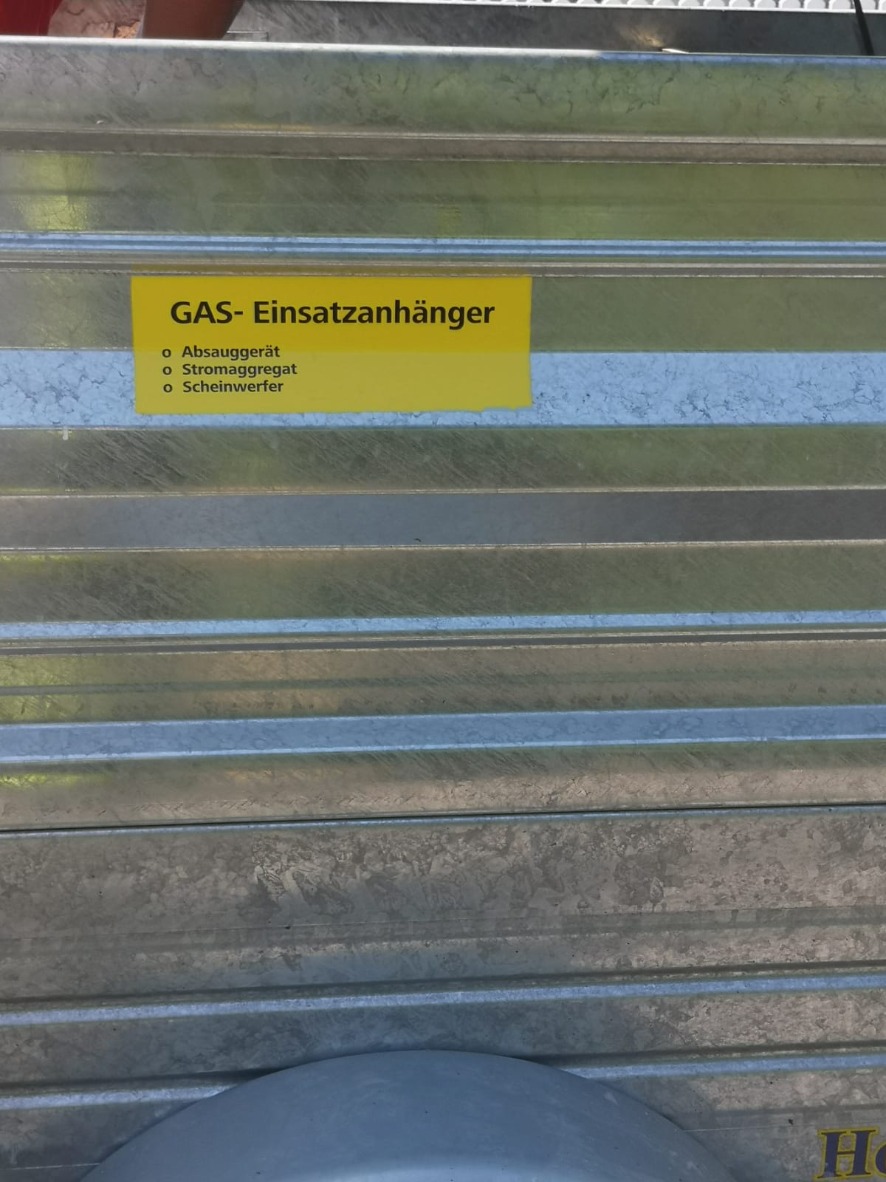 GAS- Einsatzanhänger
o Absauggerät
o Stromaggregat
o Scheinwerfer